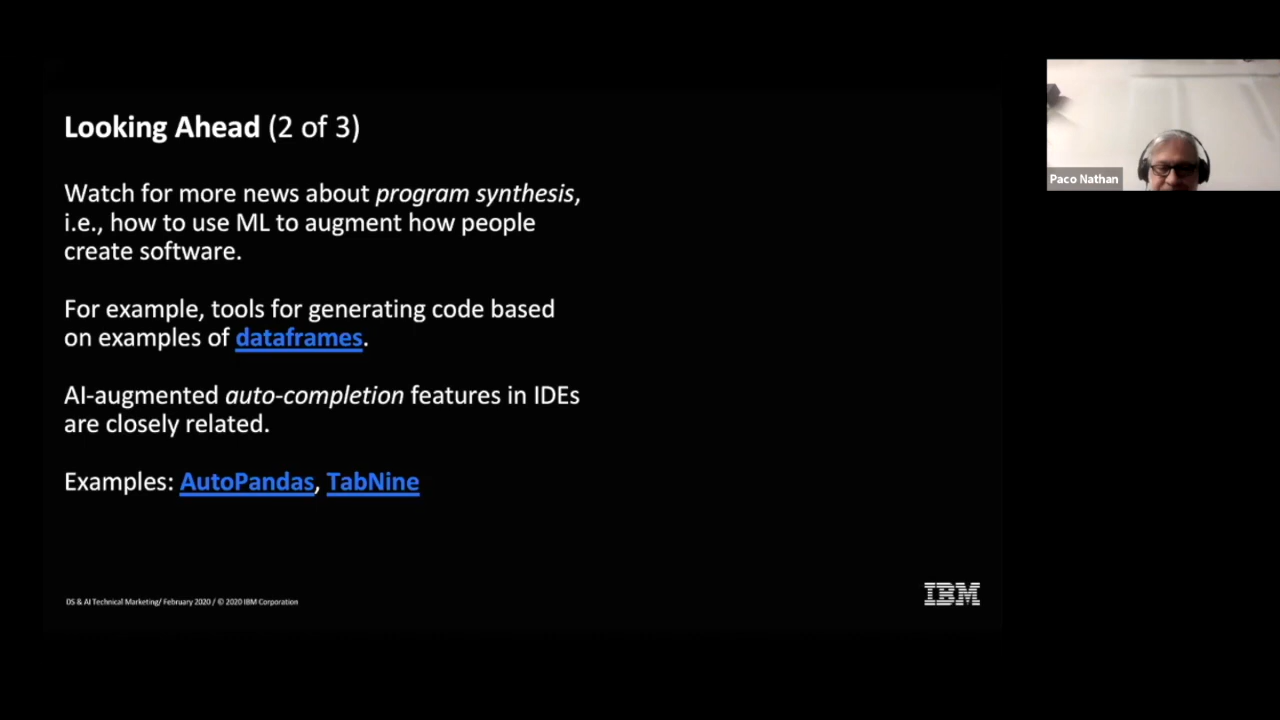 Looking Ahead (2 of 3)
Watch for more news about program synthesis,
i.e., how to use ML to augment how people
create software.
For example, tools for generating code based
on examples of dataframes.
AI-augmented auto-completion features in IDEs
are closely related.
Examples: AutoPandas, TabNine
DS & AI Technical Marketing/ February 2020 / © 2020 IBM Corporation
IBM
Paco Nathan